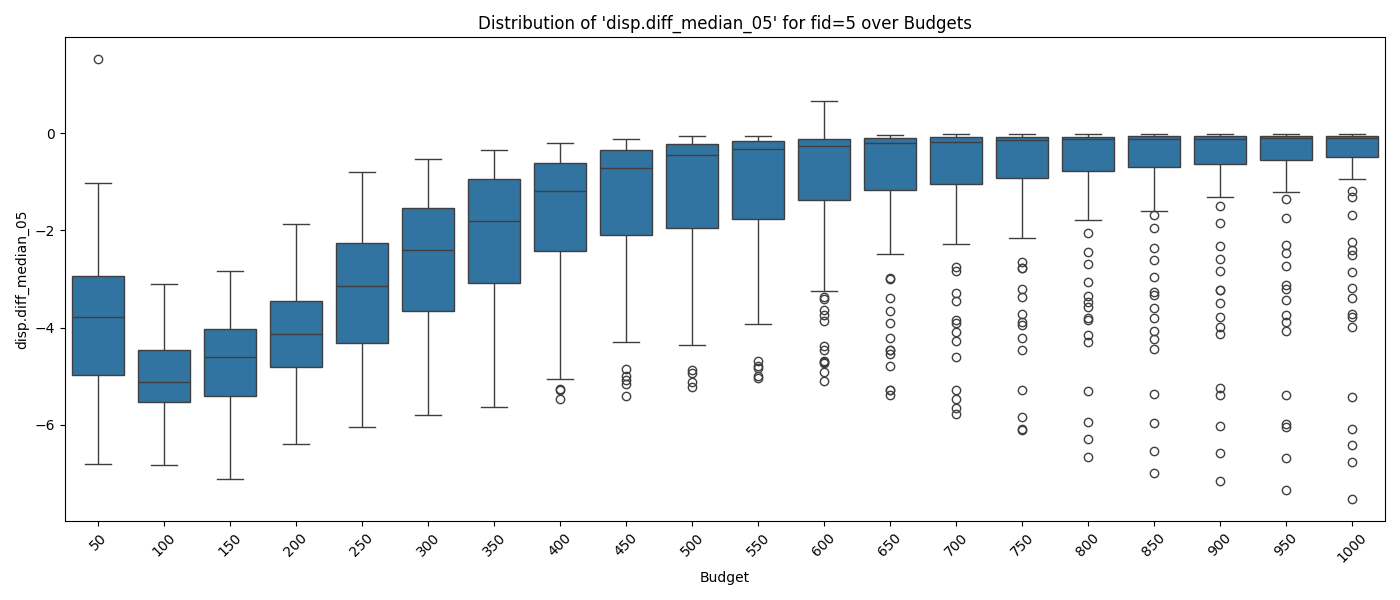 Distribution of 'disp.diff_median_05' for fid=5 over Budgets
disp.diff_median_05
0
−2
−4
−6
50 100 150 200 250 300 350 400 450 500 550 600 650 700 750 800 850 900 950 1000
Budget